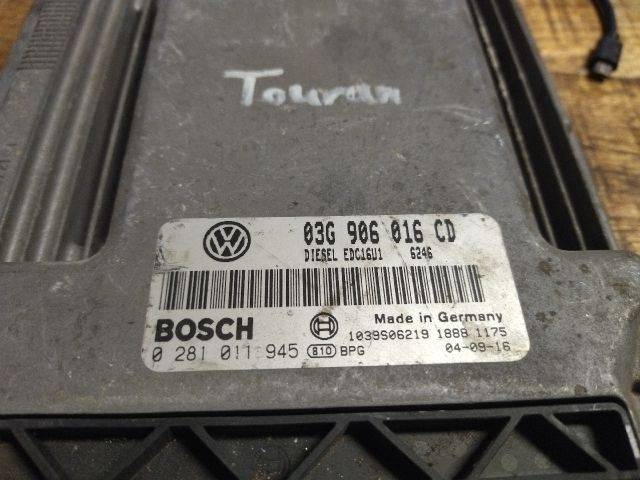 Touran
VW
03G 906 016 CD
DIESEL EDC16U1 6246
BOSCH
Made in Germany
1039S06219 1888 1175
0 281 011 945 810 BPG 04-09-16